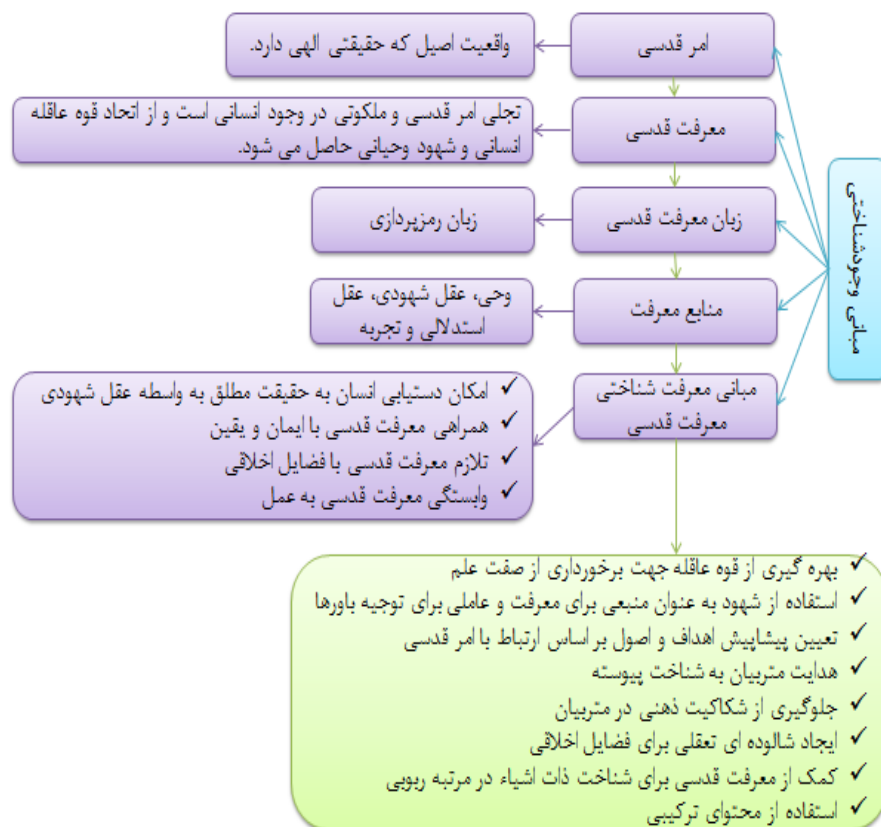 امر قدسی
واقعیت اصیل که حقیقتی الهی دارد.
معرفت قدسی
تجلی امر قدسی و ملکوتی در وجود انسانی است و از اتحاد قوه عاقله
انسانی و شهود وحیانی حاصل می شود.
مبانی وجودشناختی
زبان معرفت قدسی
زبان رمزپردازی
منابع معرفت
وحی، عقل شهودی، عقل
استدلالی و تجربه
مبانی معرفت شناختی
معرفت قدسی
✓ امکان دستیابی انسان به حقیقت مطلق به واسطه عقل شهودی
✓ همراهی معرفت قدسی با ایمان و یقین
✓ تلازم معرفت قدسی با فضایل اخلاقی
✓ وابستگی معرفت قدسی به عمل
✓ بهره گیری از قوه عاقله جهت برخورداری از صفت علم
✓ استفاده از شهود به عنوان منبعی برای معرفت و عاملی برای توجیه باورها
✓ تعیین پیشاپیش اهداف و اصول بر اساس ارتباط با امر قدسی
✓ هدایت متربیان به شناخت پیوسته
✓ جلوگیری از شکاکیت ذهنی در متربیان
✓ ایجاد شالوده ای تعقلی برای فضایل اخلاقی
✓ کمک از معرفت قدسی برای شناخت ذات اشیاء در مرتبه ربوبی
✓ استفاده از محتوای ترکیبی